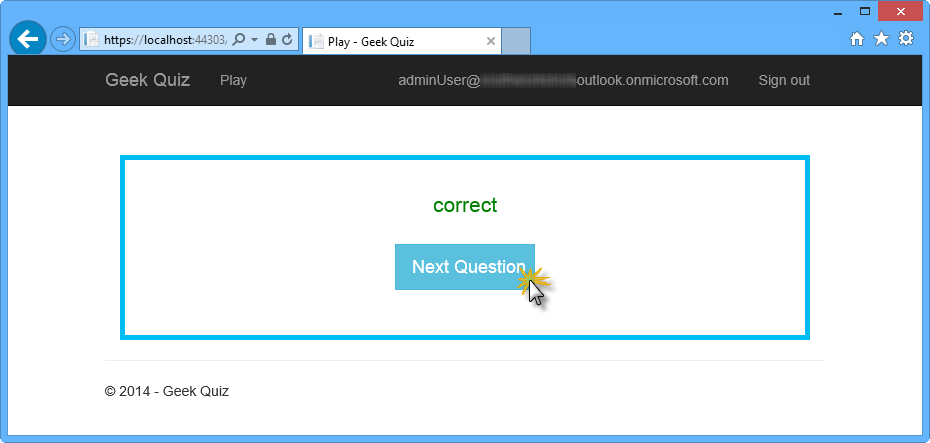 https://localhost:44303/
Play - Geek Quiz
Geek Quiz Play adminUser@ outlook.onmicrosoft.com Sign out
correct
Next Question
© 2014 - Geek Quiz